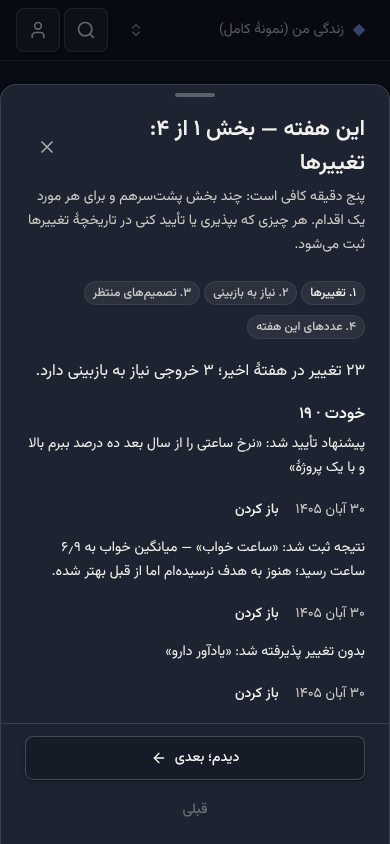 زندگی من (نمونهٔ کامل)
این هفته — بخش ۱ از ۴:
تغییرها
پنج دقیقه کافی است: چند بخش پشت‌سرهم و برای هر مورد
یک اقدام. هر چیزی که بپذیری یا تأیید کنی در تاریخچهٔ تغییرها
ثبت می‌شود.
۱. تغییرها
۲. نیاز به بازبینی
۳. تصمیم‌های منتظر
۴. عددهای این هفته
۲۳ تغییر در هفتهٔ اخیر؛ ۳ خروجی نیاز به بازبینی دارد.
خودت · ۱۹
پیشنهاد تأیید شد: «نرخ ساعتی را از سال بعد ده درصد ببرم بالا
و با یک پروژهٔ»
۳۰ آبان ۱۴۰۵ باز کردن
نتیجه ثبت شد: «ساعت خواب» — میانگین خواب به ۶٫۹
ساعت رسید؛ هنوز به هدف نرسیده‌ام اما از قبل بهتر شده.
۳۰ آبان ۱۴۰۵ باز کردن
بدون تغییر پذیرفته شد: «یادآور دارو»
۳۰ آبان ۱۴۰۵ باز کردن
دیدم؛ بعدی
قبلی